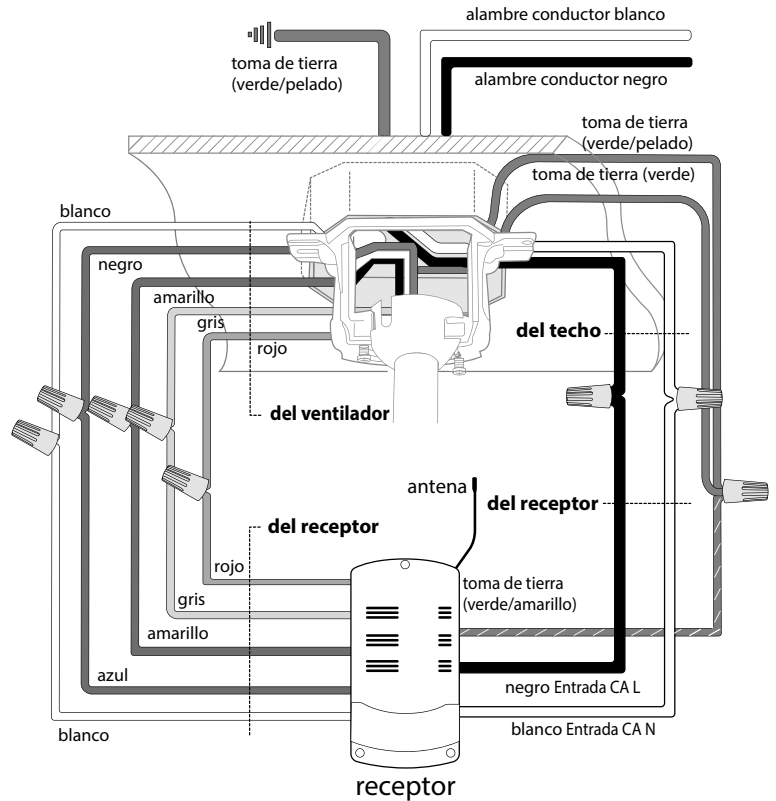 alambre conductor blanco
toma de tierra
(verde/pelado)
alambre conductor negro
toma de tierra
(verde/pelado)
toma de tierra (verde)
blanco
negro
amarillo
gris
rojo
del techo
del ventilador
antena
del receptor
del receptor
rojo
toma de tierra
(verde/amarillo)
gris
amarillo
azul
negro Entrada CA L
blanco Entrada CA N
blanco
receptor